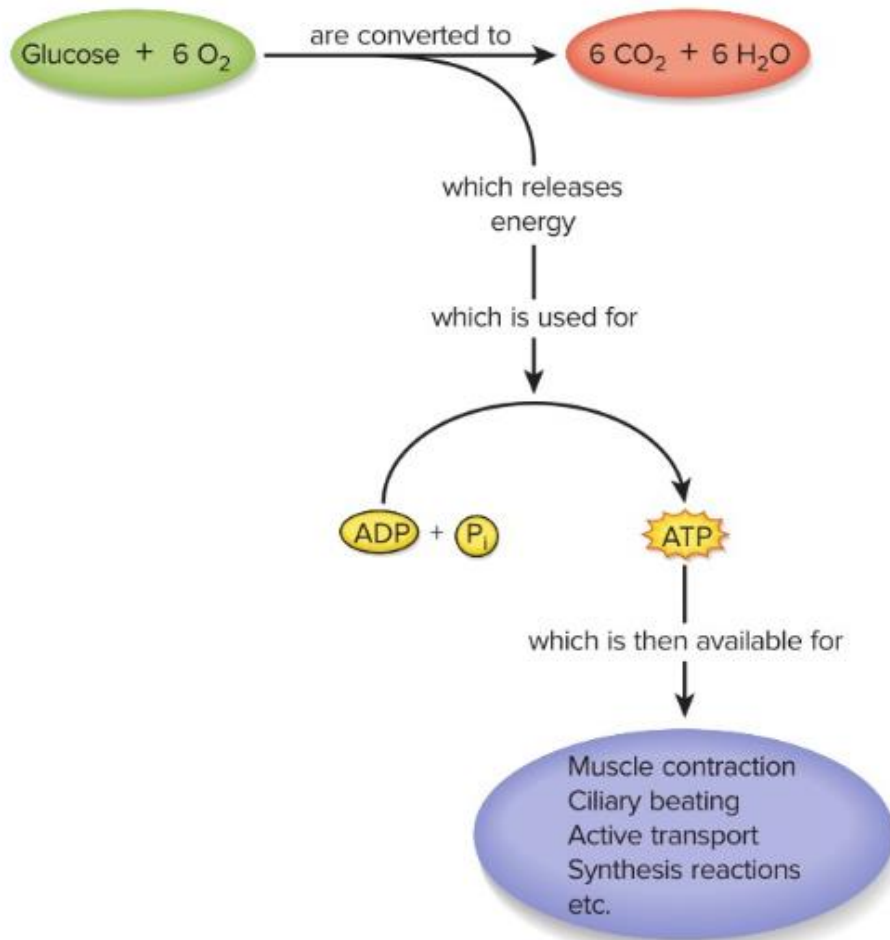 Glucose + 6 O₂
are converted to
6 CO₂ + 6 H₂O
which releases
energy
which is used for
ADP + Pᵢ
ATP
which is then available for
Muscle contraction
Ciliary beating
Active transport
Synthesis reactions
etc.